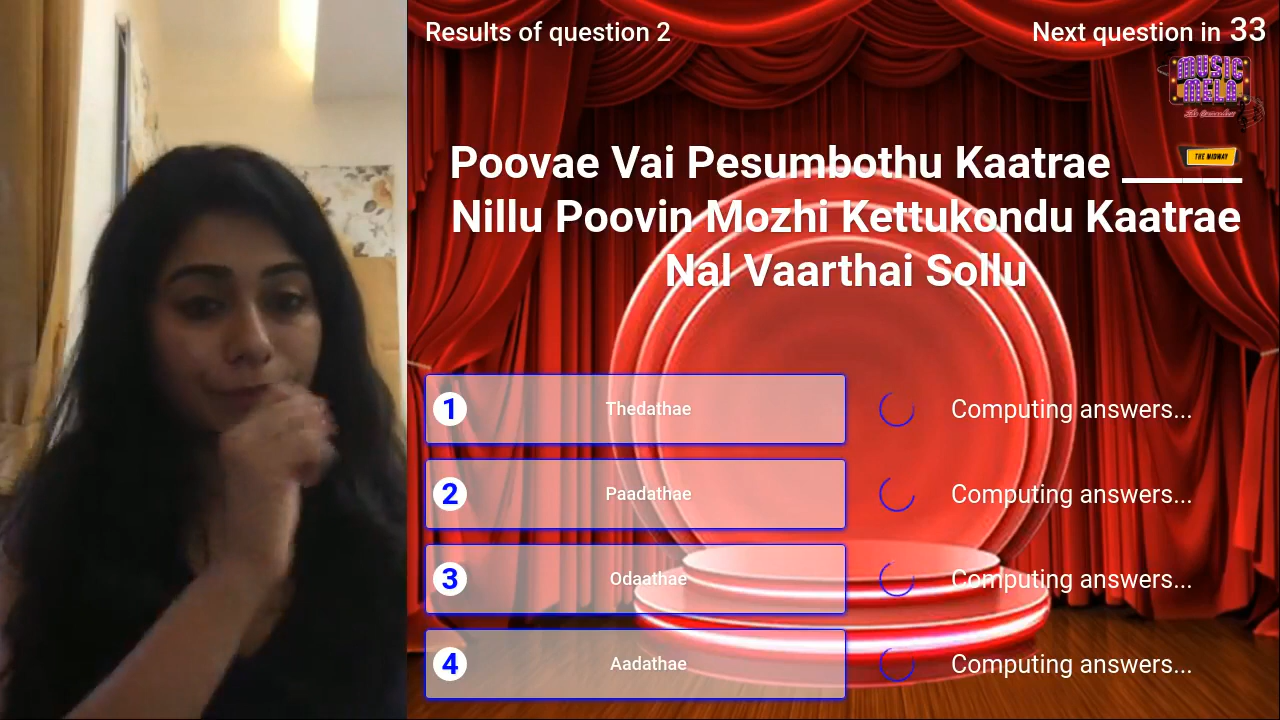 Results of question 2
Next question in 33
MUSIC
MELA
THE MIDWAY
Poovae Vai Pesumbothu Kaatrae ______
Nillu Poovin Mozhi Kettukondu Kaatrae
Nal Vaarthai Sollu
1 Thedathae Computing answers...
2 Paadathae Computing answers...
3 Odaathae Computing answers...
4 Aadathae Computing answers...